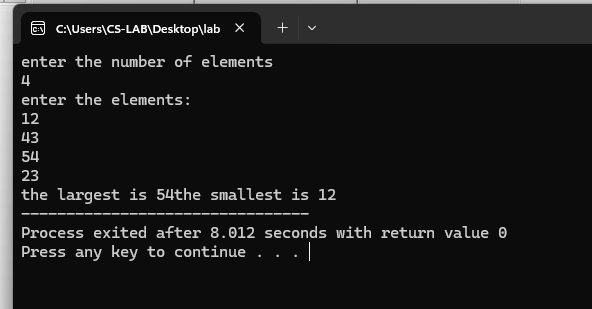 C:\Users\CS-LAB\Desktop\lab
enter the number of elements
4
enter the elements:
12
43
54
23
the largest is 54the smallest is 12
--------------------------------
Process exited after 8.012 seconds with return value 0
Press any key to continue . . .